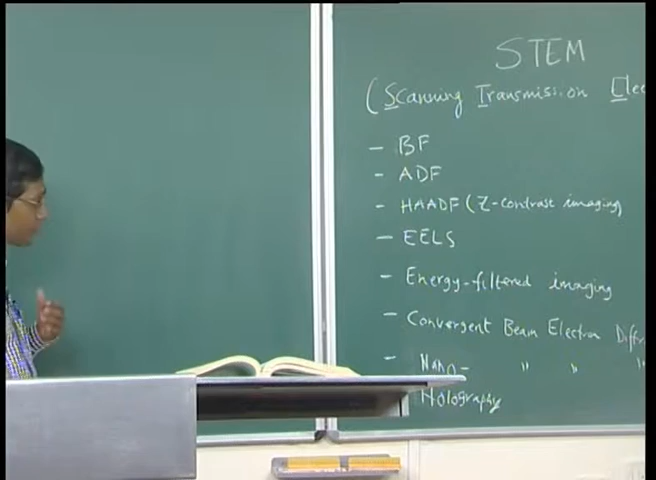 STEM
(Scanning Transmission Elec
- BF
- ADF
- HAADF (Z-contrast imaging)
- EELS
- Energy-filtered imaging
- Convergent Beam Electron Diffr
- Nano- " " "
Holography